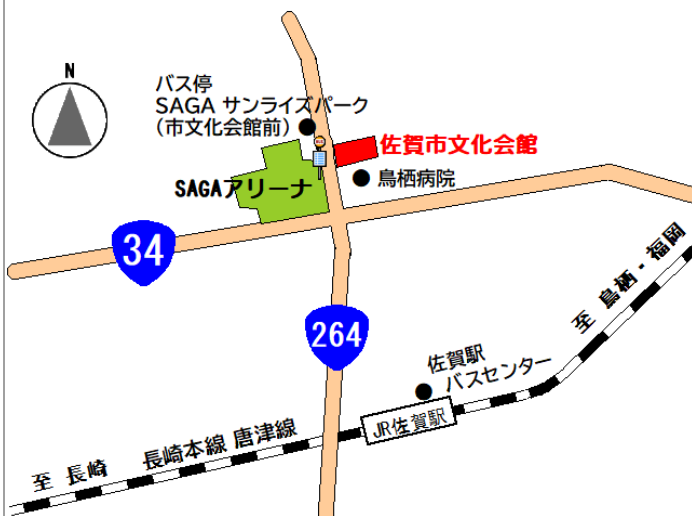 N
バス停
SAGA サンライズパーク
（市文化会館前）
佐賀市文化会館
鳥栖病院
SAGAアリーナ
34
至 鳥栖・福岡
264
佐賀駅
バスセンター
JR佐賀駅
長崎本線 唐津線
至 長崎